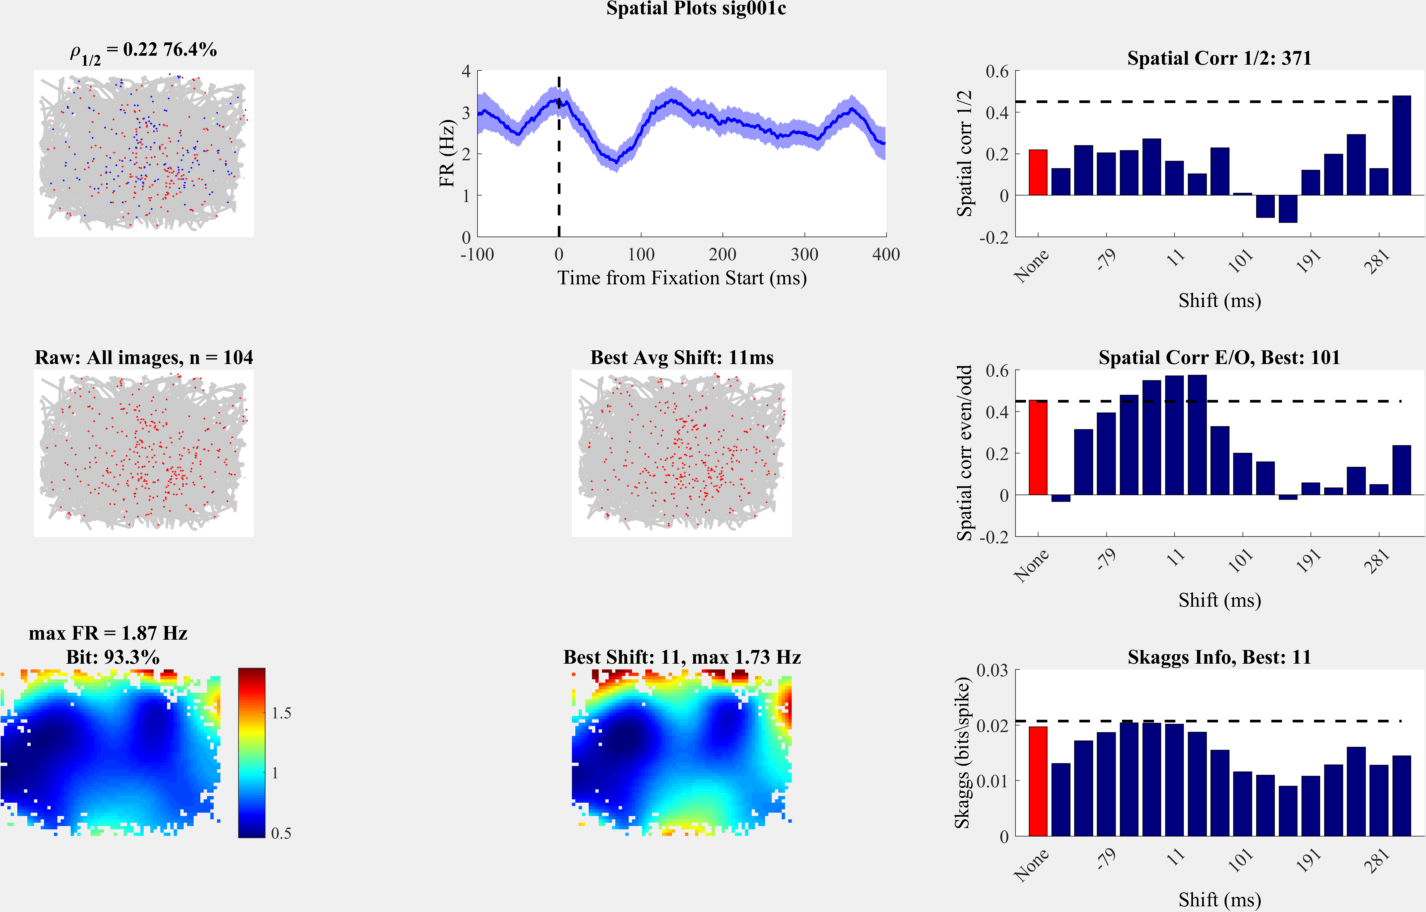 Spatial Plots sig001c
ρ1/2 = 0.22 76.4%
4
3
2
1
0
FR (Hz)
-100 0 100 200 300 400
Time from Fixation Start (ms)
Spatial Corr 1/2: 371
0.6
0.4
0.2
0
-0.2
Spatial corr 1/2
None -79 11 101 191 281
Shift (ms)
Raw: All images, n = 104
Best Avg Shift: 11ms
Spatial Corr E/O, Best: 101
0.6
0.4
0.2
0
-0.2
Spatial corr even/odd
None -79 11 101 191 281
Shift (ms)
max FR = 1.87 Hz
Bit: 93.3%
1.5
1
0.5
Best Shift: 11, max 1.73 Hz
Skaggs Info, Best: 11
0.03
0.02
0.01
0
Skaggs (bits\spike)
None -79 11 101 191 281
Shift (ms)